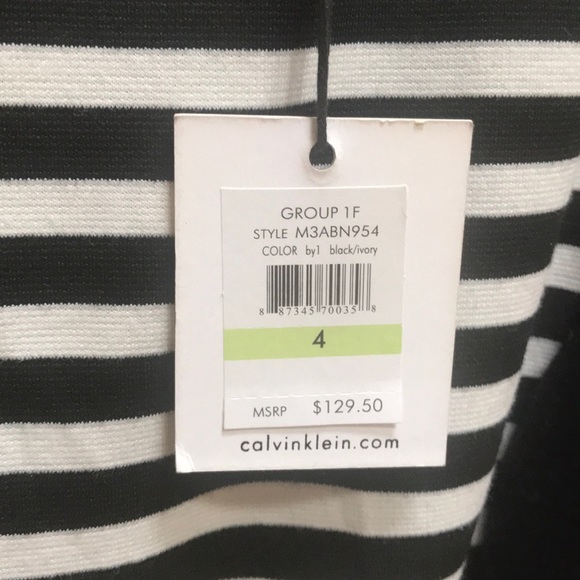 GROUP 1F
STYLE M3ABN954
COLOR by1 black/ivory
8 87345 70035 8
4
MSRP $129.50
calvinklein.com